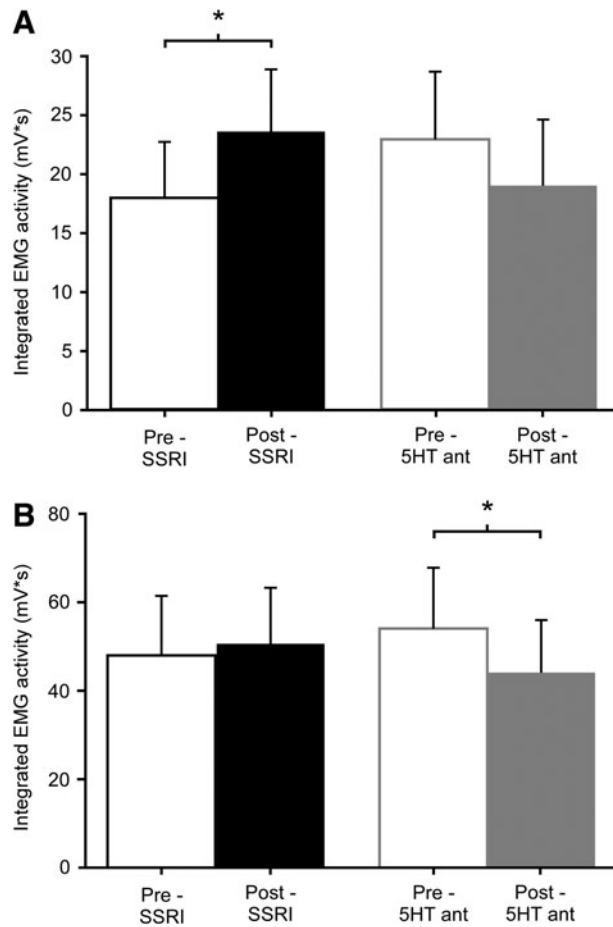 A
*
Integrated EMG activity (mV*s)
30
25
20
15
10
5
0
Pre -
SSRI
Post -
SSRI
Pre -
5HT ant
Post -
5HT ant
B
*
Integrated EMG activity (mV*s)
80
60
40
20
0
Pre -
SSRI
Post -
SSRI
Pre -
5HT ant
Post -
5HT ant